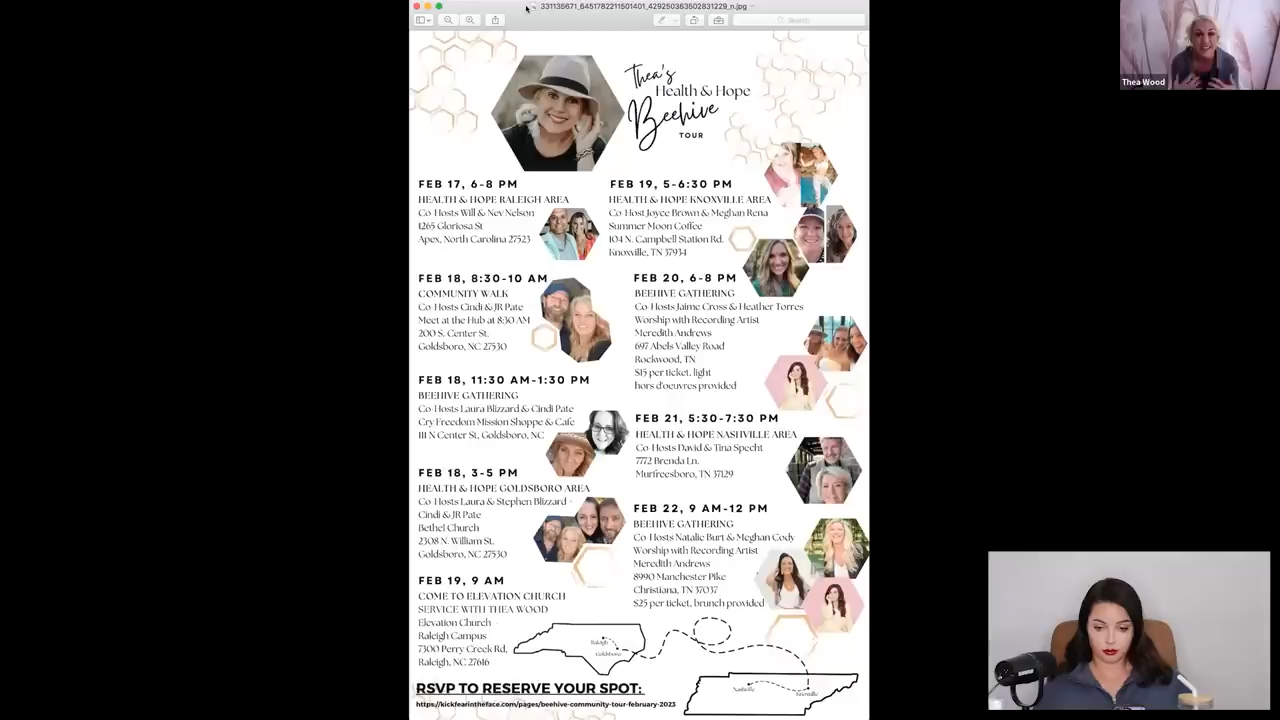 331135671_6451782211501401_429250363502831229_n.jpg
Search
Thea Wood
Thea's
Health & Hope
Beehive
TOUR
FEB 17, 6-8 PM
HEALTH & HOPE RALEIGH AREA
Co-Hosts Will & Nev Nelson
1265 Gloriosa St
Apex, North Carolina 27523
FEB 18, 8:30-10 AM
COMMUNITY WALK
Co-Hosts Cindi & JR Pate
Meet at the Hub at 8:30 AM
200 S. Center St.
Goldsboro, NC 27530
FEB 18, 11:30 AM-1:30 PM
BEEHIVE GATHERING
Co-Hosts Laura Blizzard & Cindi Pate
Cry Freedom Mission Shoppe & Cafe
111 N Center St, Goldsboro, NC
FEB 18, 3-5 PM
HEALTH & HOPE GOLDSBORO AREA
Co-Hosts Laura & Stephen Blizzard +
Cindi & JR Pate
Bethel Church
2308 N. William St.
Goldsboro, NC 27530
FEB 19, 9 AM
COME TO ELEVATION CHURCH
SERVICE WITH THEA WOOD
Elevation Church -
Raleigh Campus
7300 Perry Creek Rd,
Raleigh, NC 27616
FEB 19, 5-6:30 PM
HEALTH & HOPE KNOXVILLE AREA
Co-Host Joyce Brown & Meghan Rena
Summer Moon Coffee
104 N. Campbell Station Rd.
Knoxville, TN 37934
FEB 20, 6-8 PM
BEEHIVE GATHERING
Co-Hosts Jaime Cross & Heather Torres
Worship with Recording Artist
Meredith Andrews
697 Abels Valley Road
Rockwood, TN
$15 per ticket, light
hors d'oeuvres provided
FEB 21, 5:30-7:30 PM
HEALTH & HOPE NASHVILLE AREA
Co-Hosts David & Tina Specht
7772 Brenda Ln.
Murfreesboro, TN 37129
FEB 22, 9 AM-12 PM
BEEHIVE GATHERING
Co-Hosts Natalie Burt & Meghan Cody
Worship with Recording Artist
Meredith Andrews
8990 Manchester Pike
Christiana, TN 37037
$25 per ticket, brunch provided
Raleigh
Goldsboro
Nashville
Knoxville
RSVP TO RESERVE YOUR SPOT:
https://kickfearintheface.com/pages/beehive-community-tour-february-2023